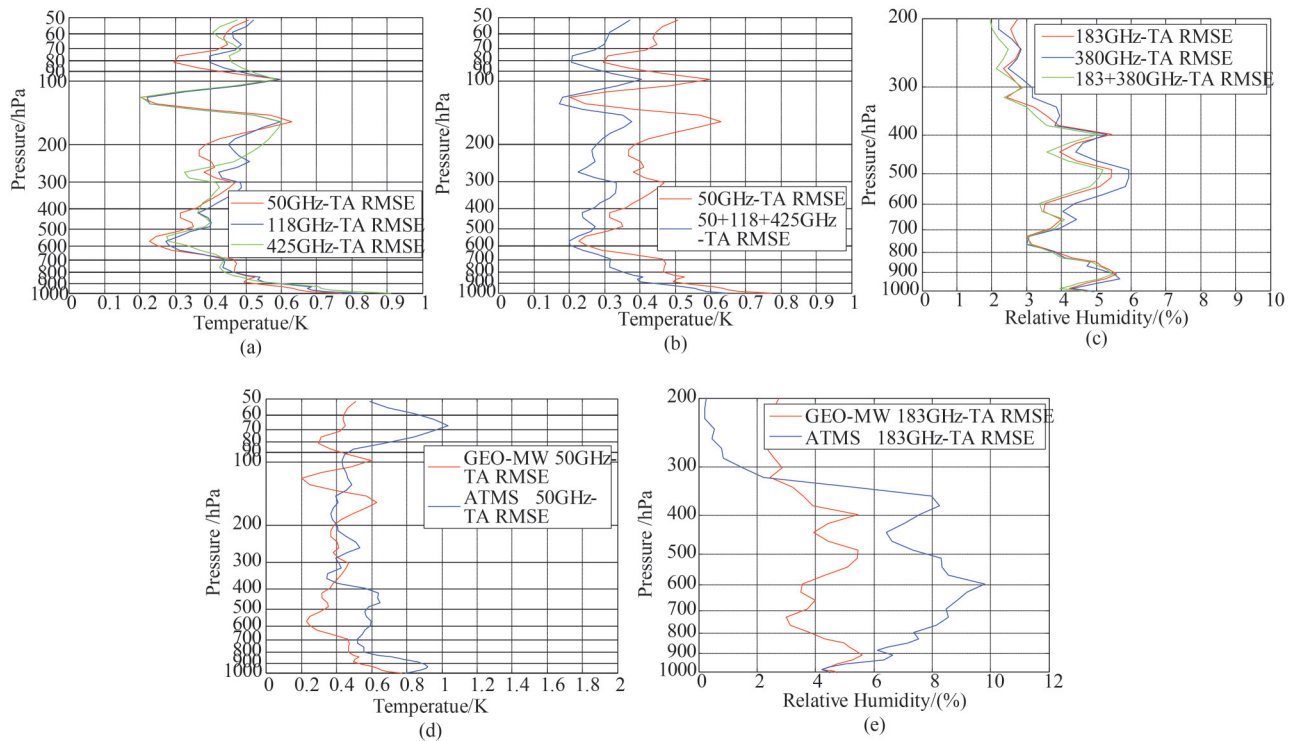 Pressure/hPa
50
60
70
80
90
100
200
300
400
500
600
700
800
900
1000
50GHz-TA RMSE
118GHz-TA RMSE
425GHz-TA RMSE
0 0.1 0.2 0.3 0.4 0.5 0.6 0.7 0.8 0.9 1
Temperatue/K
(a)
Pressure/hPa
50
60
70
80
90
100
200
300
400
500
600
700
800
900
1000
50GHz-TA RMSE
50+118+425GHz
-TA RMSE
0 0.1 0.2 0.3 0.4 0.5 0.6 0.7 0.8 0.9 1
Temperatue/K
(b)
Pressure/hPa
200
300
400
500
600
700
800
900
1000
183GHz-TA RMSE
380GHz-TA RMSE
183+380GHz-TA RMSE
0 1 2 3 4 5 6 7 8 9 10
Relative Humidity/(%)
(c)
Pressure /hPa
50
60
70
80
90
100
200
300
400
500
600
700
800
900
1000
GEO-MW 50GHz-
TA RMSE
ATMS 50GHz-
TA RMSE
0 0.2 0.4 0.6 0.8 1 1.2 1.4 1.6 1.8 2
Temperatue/K
(d)
Pressure /hPa
200
300
400
500
600
700
800
900
1000
GEO-MW 183GHz-TA RMSE
ATMS 183GHz-TA RMSE
0 2 4 6 8 10 12
Relative Humidity/(%)
(e)